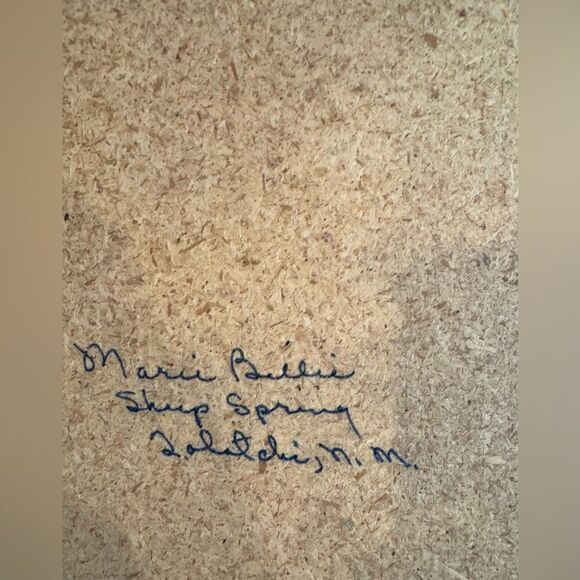 Marie Billie
Sheep Spring
Tohatchi, N.M.